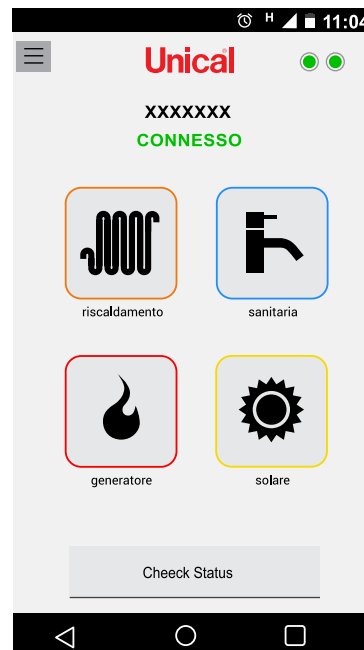 H 11:04
Unical
XXXXXXX
CONNESSO
riscaldamento sanitaria
generatore solare
Cheeck Status